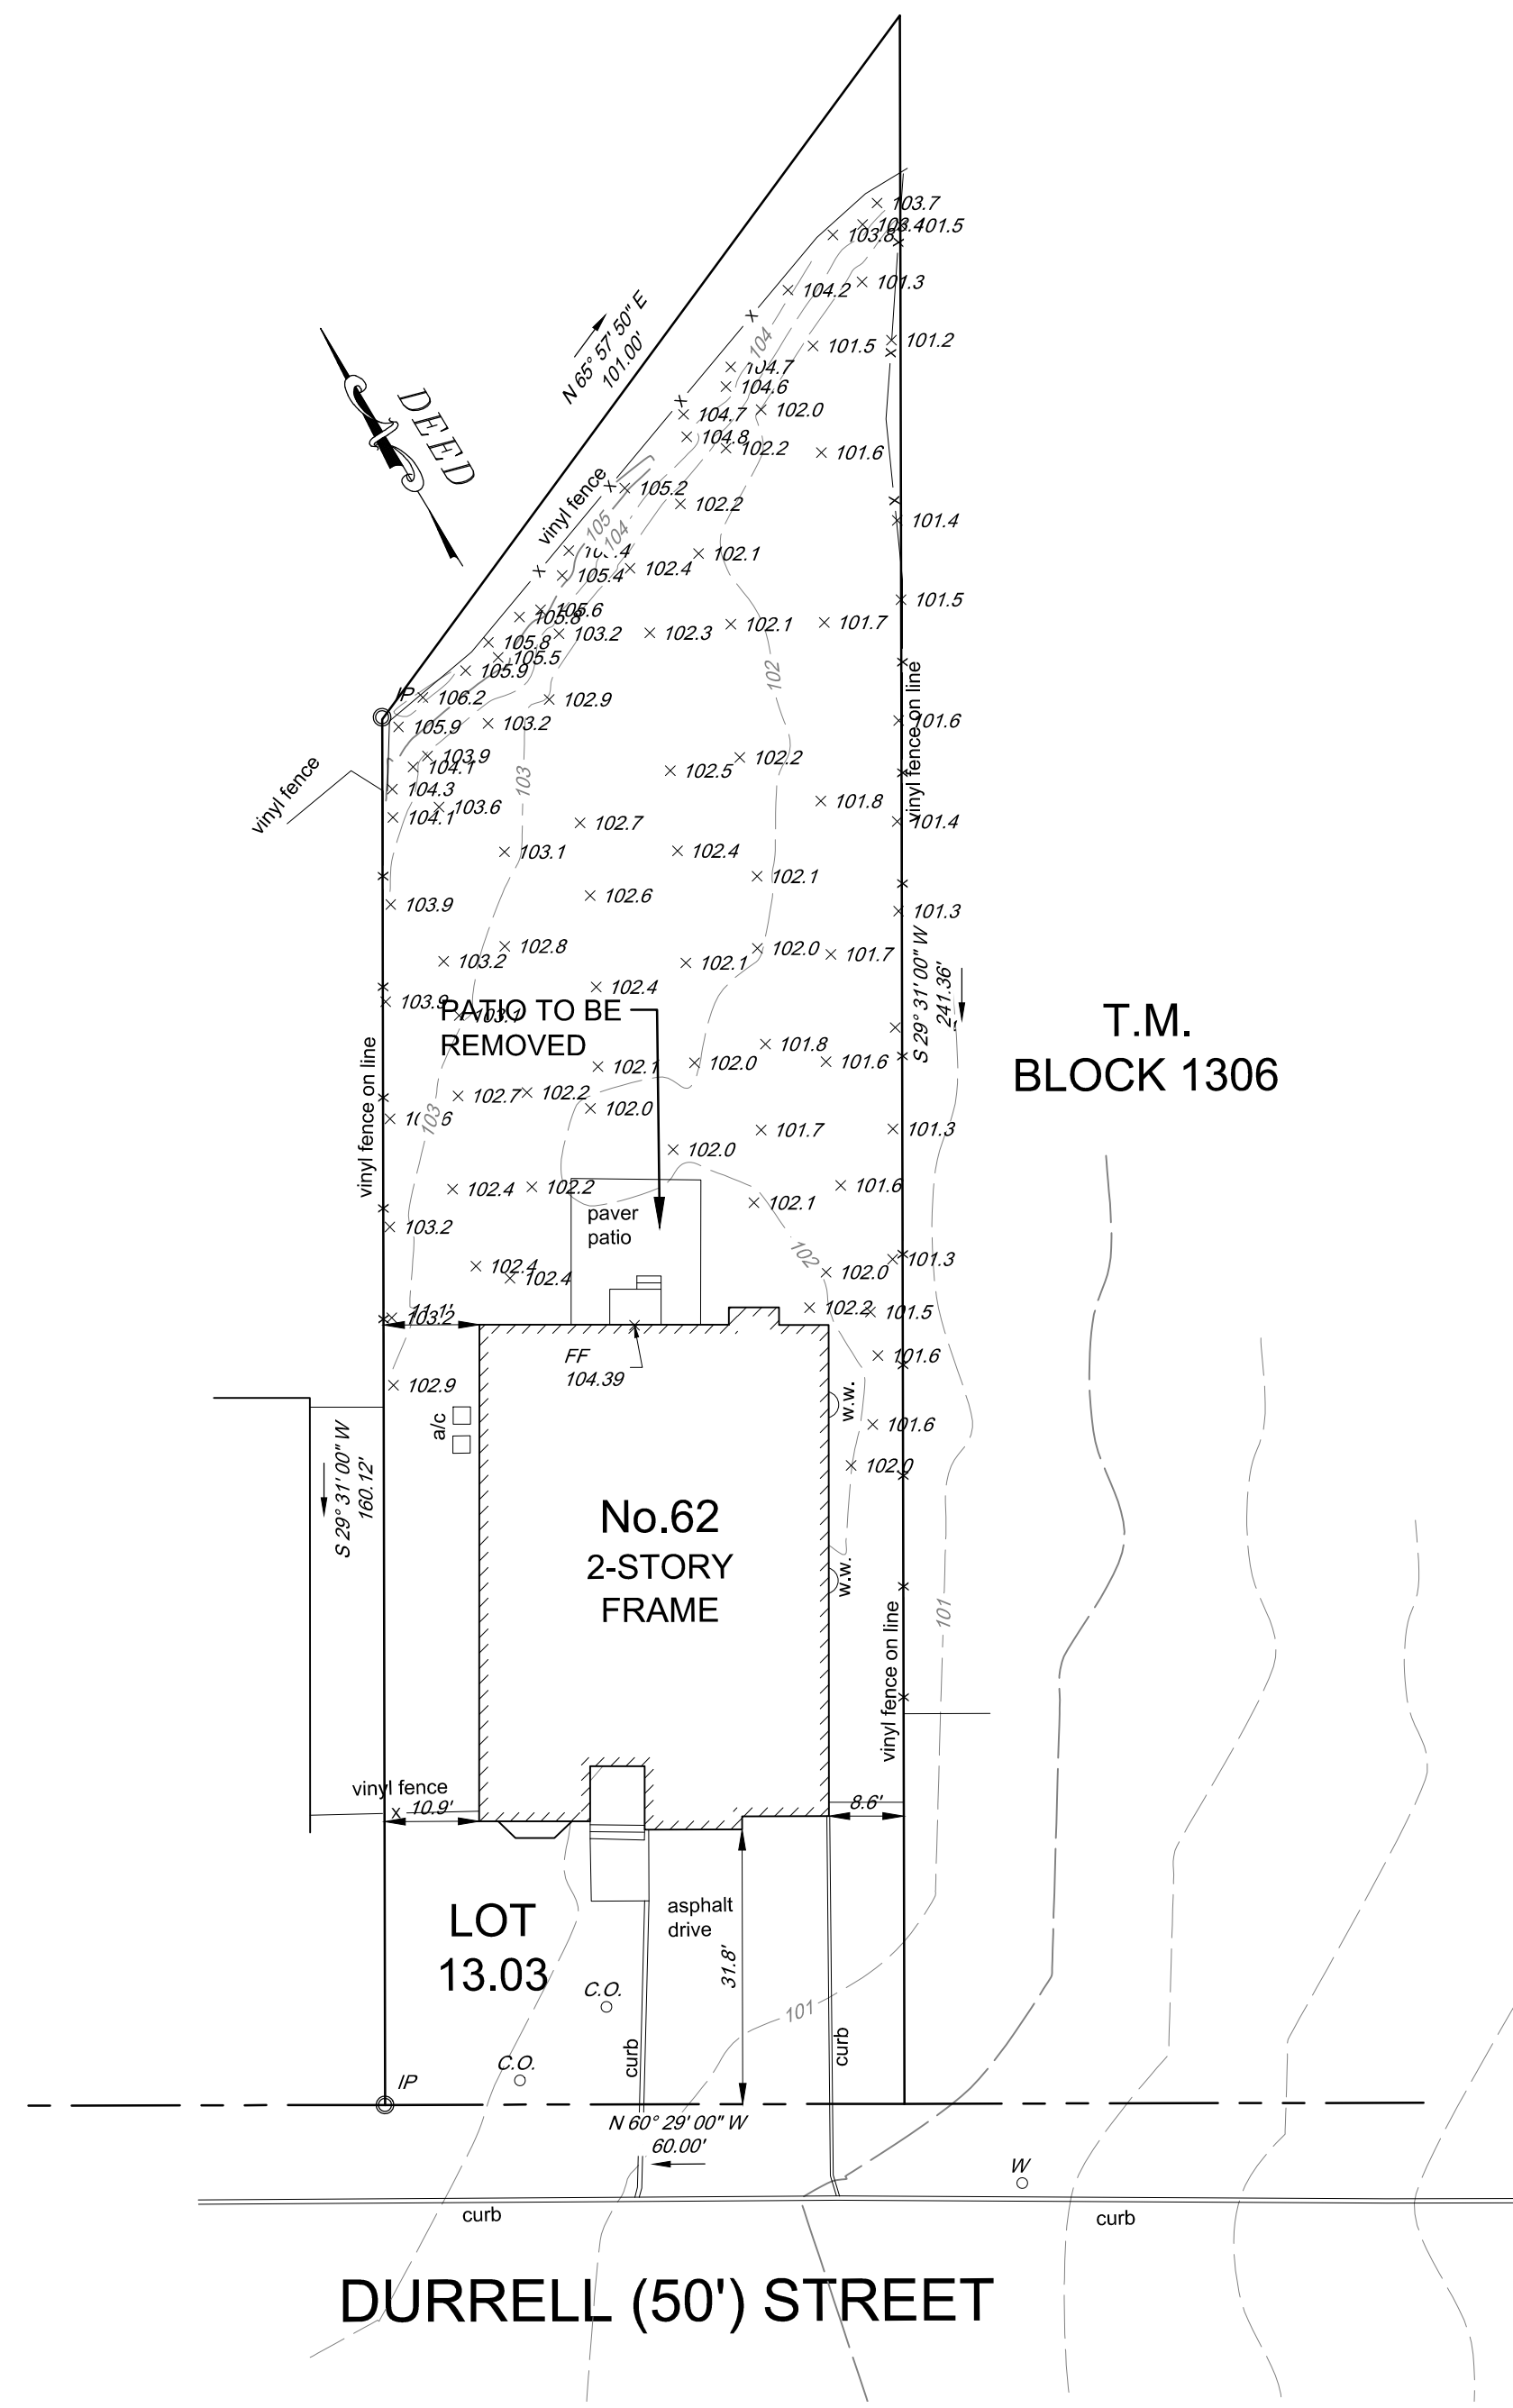 103.7
103.4
101.5
103.8
101.3
104.2
101.2
104
101.5
104.7
104.6
N 65° 57' 50" E
101.00'
DEED
104.7
102.0
104.8
102.2
101.6
vinyl fence
105.2
102.2
101.4
105
104
102.1
102.4
105.4
101.5
105.6
105.8
103.2
102.3
102.1
101.7
105.8
105.5
105.9
102
vinyl fence on line
IP
106.2
102.9
101.6
105.9
103.2
103.9
104.1
102.5
102.2
103
vinyl fence
104.3
103.6
101.8
104.1
102.7
101.4
103.1
102.4
102.1
103.9
102.6
101.3
102.8
102.0
103.2
102.1
101.7
S 29° 31' 00" W
241.36'
102.4
103.9
PATIO TO BE
REMOVED
103.1
T.M.
BLOCK 1306
101.8
102.1
102.0
101.6
vinyl fence on line
102.7
102.2
102.0
103
101.7
101.3
102.0
102.4
102.2
101.6
102.1
paver
patio
103.2
102
102.4
102.4
102.0
101.3
11.1'
103.2
102.2
101.5
FF
104.39
101.6
102.9
a/c
w.w.
101.6
S 29° 31' 00" W
160.12'
102.0
No.62
2-STORY
FRAME
w.w.
101
vinyl fence on line
vinyl fence
x
10.9'
8.6'
LOT
13.03
asphalt
drive
31.8'
C.O.
101
curb
curb
C.O.
IP
N 60° 29' 00" W
60.00'
W
curb
curb
DURRELL (50') STREET